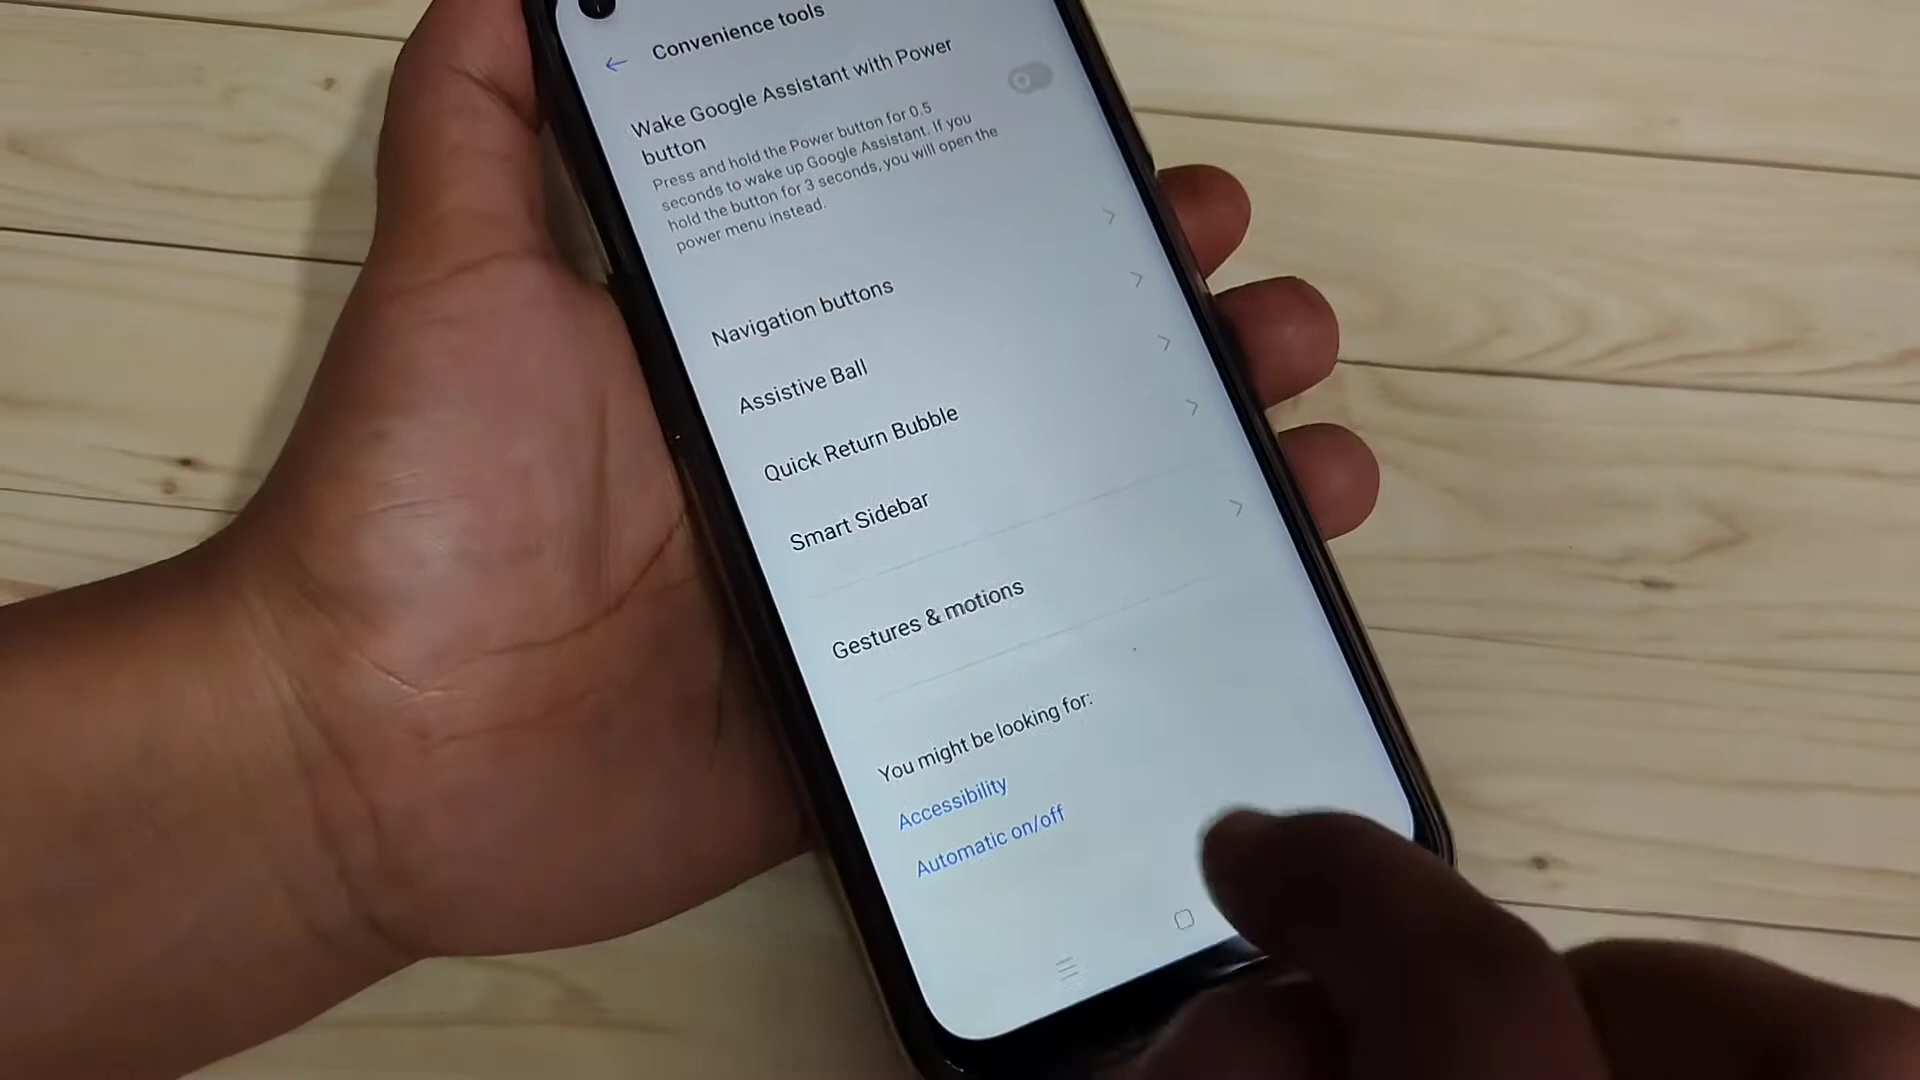 Convenience tools
Wake Google Assistant with Power
button
Press and hold the Power button for 0.5
seconds to wake up Google Assistant. If you
hold the button for 3 seconds, you will open the
power menu instead.
Navigation buttons
Assistive Ball
Quick Return Bubble
Smart Sidebar
Gestures & motions
You might be looking for:
Accessibility
Automatic on/off